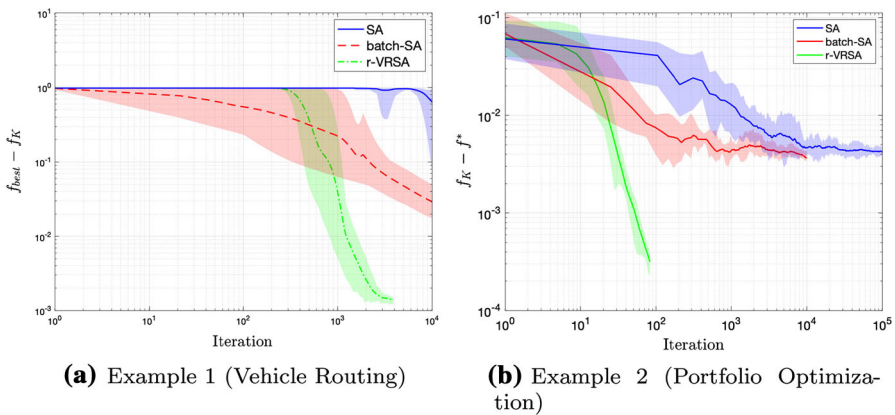 10^1
10^0
10^-1
10^-2
10^-3
f_best − f_K
SA
batch-SA
r-VRSA
10^0 10^1 10^2 10^3 10^4
Iteration
(a) Example 1 (Vehicle Routing)
10^-1
10^-2
10^-3
10^-4
f_K − f*
SA
batch-SA
r-VRSA
10^0 10^1 10^2 10^3 10^4 10^5
Iteration
(b) Example 2 (Portfolio Optimiza-
tion)